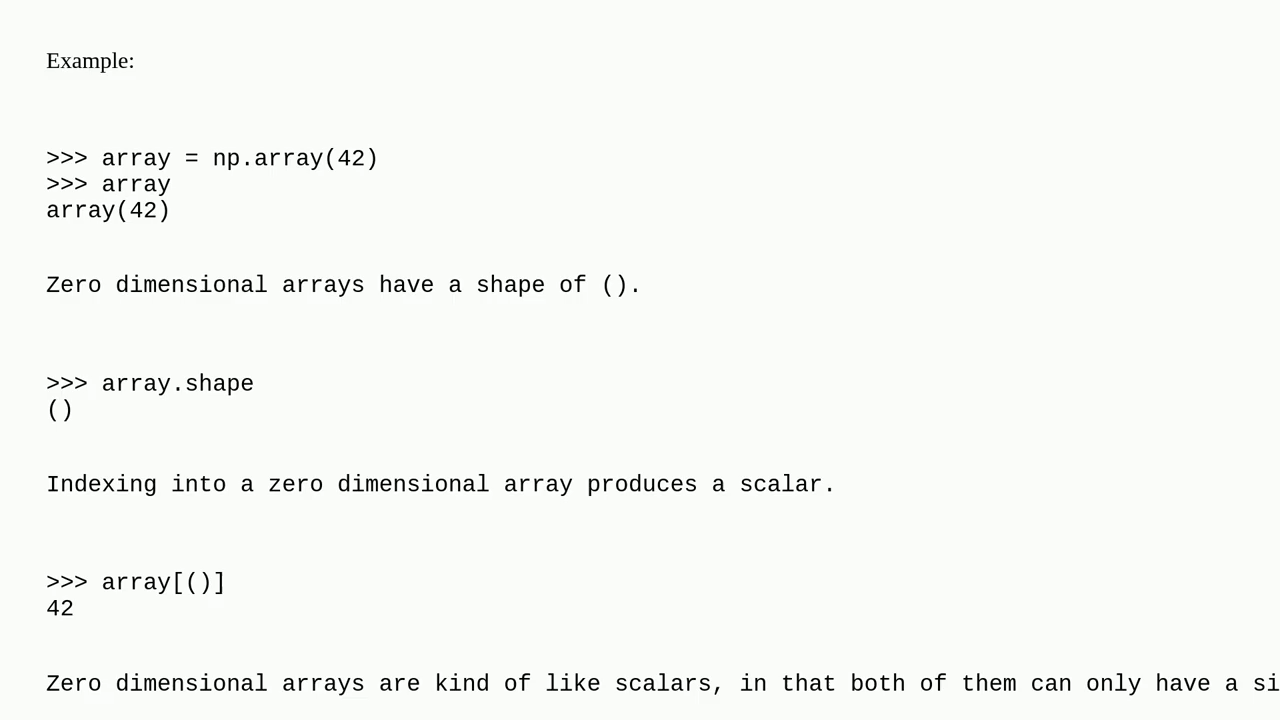 Example:
>>> array = np.array(42)
>>> array
array(42)
Zero dimensional arrays have a shape of ().
>>> array.shape
()
Indexing into a zero dimensional array produces a scalar.
>>> array[()]
42
Zero dimensional arrays are kind of like scalars, in that both of them can only have a